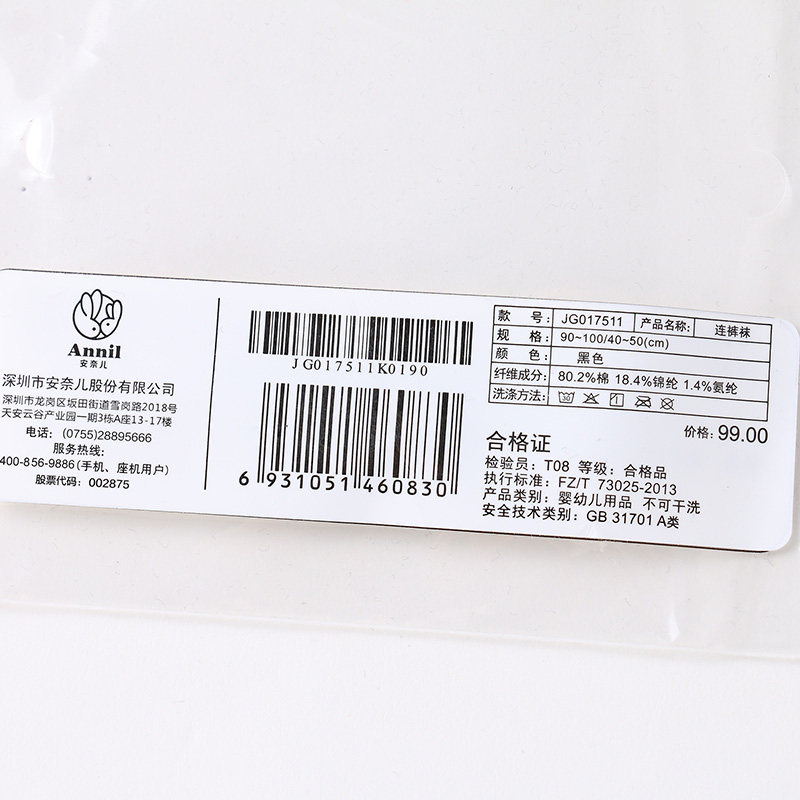 Annil
安奈儿
深圳市安奈儿股份有限公司
深圳市龙岗区坂田街道雪岗路2018号
天安云谷产业园一期3栋A座13-17楼
电话: (0755)28895666
服务热线:
400-856-9886(手机、座机用户)
股票代码: 002875
JG017511K0190
6 931051 460830
款 号: JG017511 产品名称: 连裤袜
规 格: 90~100/40~50(cm)
颜 色: 黑色
纤维成分: 80.2%棉 18.4%锦纶 1.4%氨纶
洗涤方法:
价格: 99.00
合格证
检验员: T08 等级: 合格品
执行标准: FZ/T 73025-2013
产品类别: 婴幼儿用品 不可干洗
安全技术类别: GB 31701 A类